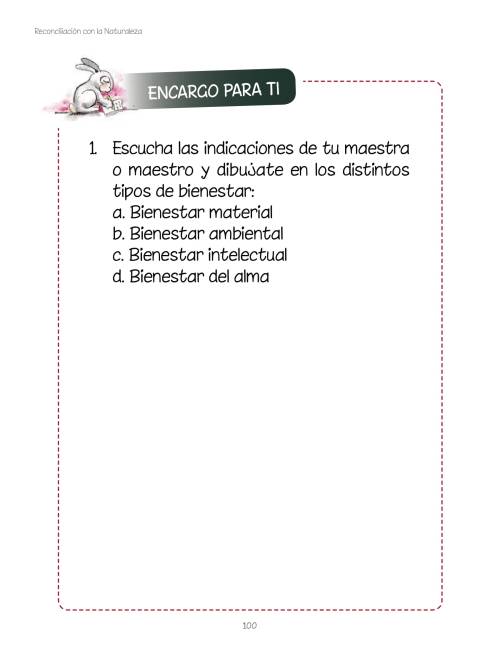 Reconciliación con la Naturaleza
ENCARGO PARA TI
1. Escucha las indicaciones de tu maestra
o maestro y dibújate en los distintos
tipos de bienestar:
a. Bienestar material
b. Bienestar ambiental
c. Bienestar intelectual
d. Bienestar del alma
100